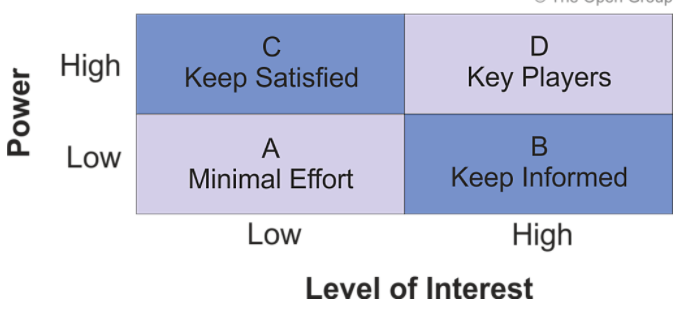 © The Open Group
C
Keep Satisfied
D
Key Players
High
Power
Low
A
Minimal Effort
B
Keep Informed
Low
High
Level of Interest